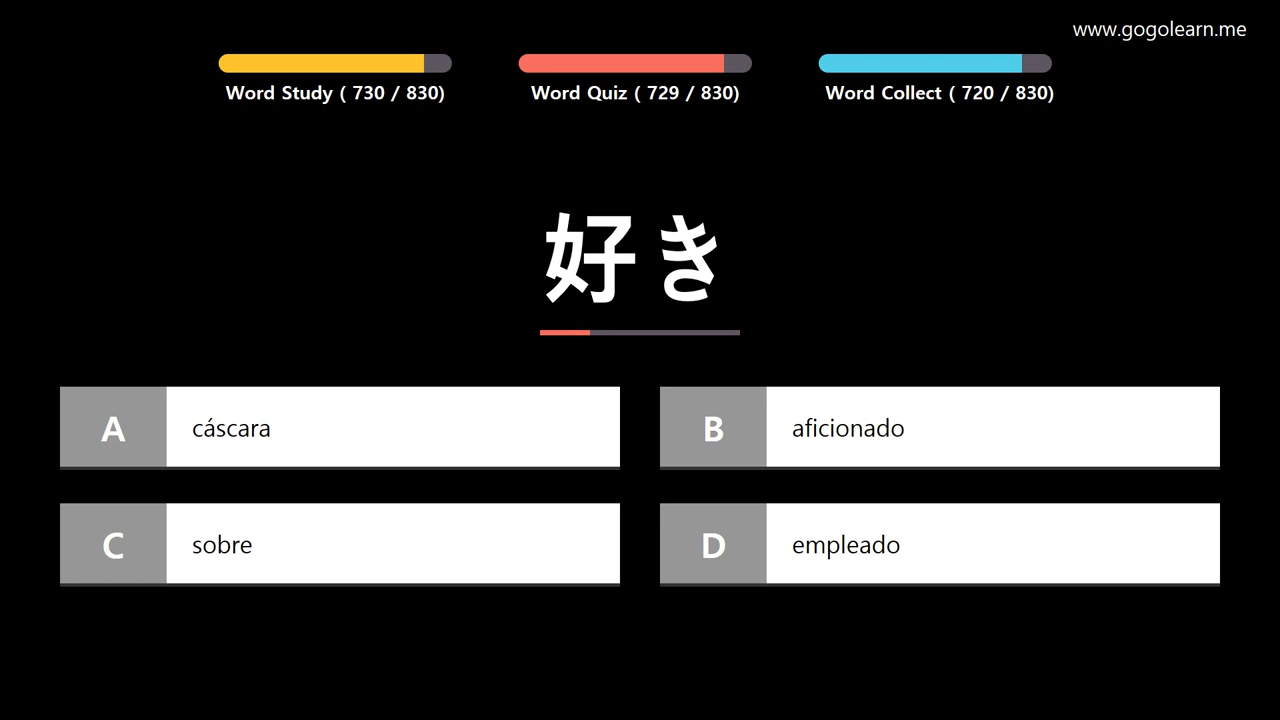 www.gogolearn.me
Word Study ( 730 / 830)
Word Quiz ( 729 / 830)
Word Collect ( 720 / 830)
好き
A cáscara
B aficionado
C sobre
D empleado